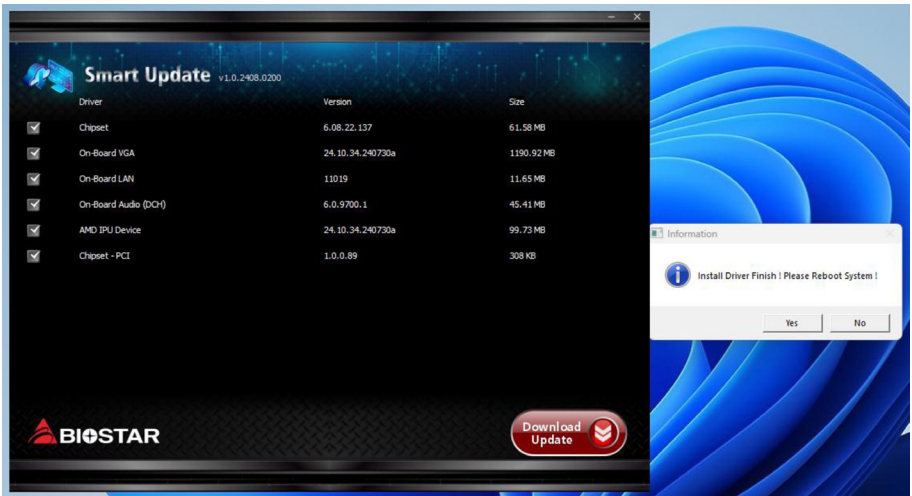 Smart Update v1.0.2408.0200
Driver Version Size
Chipset 6.08.22.137 61.58 MB
On-Board VGA 24.10.34.240730a 1190.92 MB
On-Board LAN 11019 11.65 MB
On-Board Audio (DCH) 6.0.9700.1 45.41 MB
AMD IPU Device 24.10.34.240730a 99.73 MB
Chipset - PCI 1.0.0.89 308 KB
BIOSTAR
Download
Update
Information
Install Driver Finish ! Please Reboot System !
Yes No